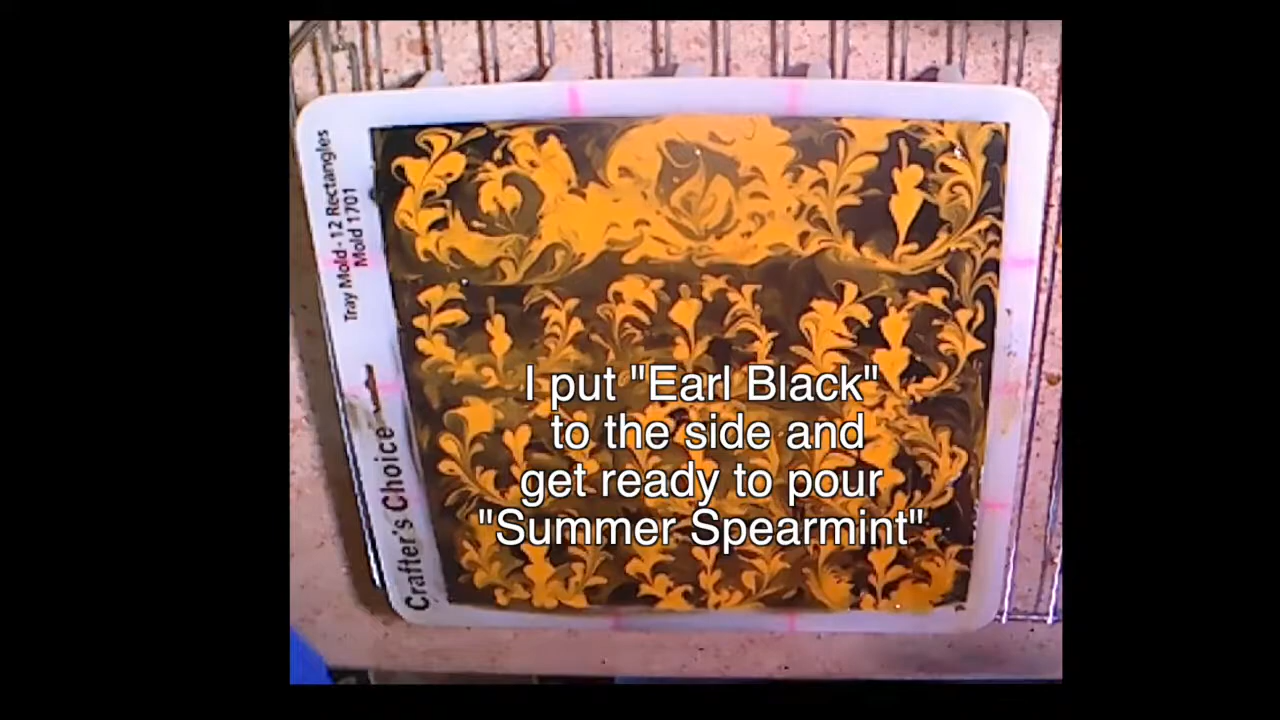 Tray Mold - 12 Rectangles
Mold 1701
Crafter's Choice
I put "Earl Black"
to the side and
get ready to pour
"Summer Spearmint"